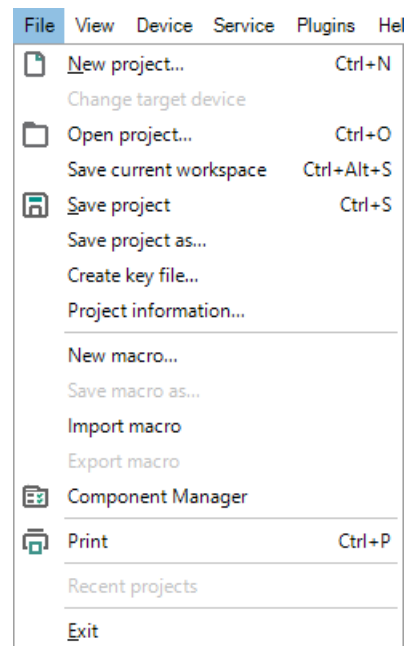 File View Device Service Plugins Hel
New project... Ctrl+N
Change target device
Open project... Ctrl+O
Save current workspace Ctrl+Alt+S
Save project Ctrl+S
Save project as...
Create key file...
Project information...
New macro...
Save macro as...
Import macro
Export macro
Component Manager
Print Ctrl+P
Recent projects
Exit